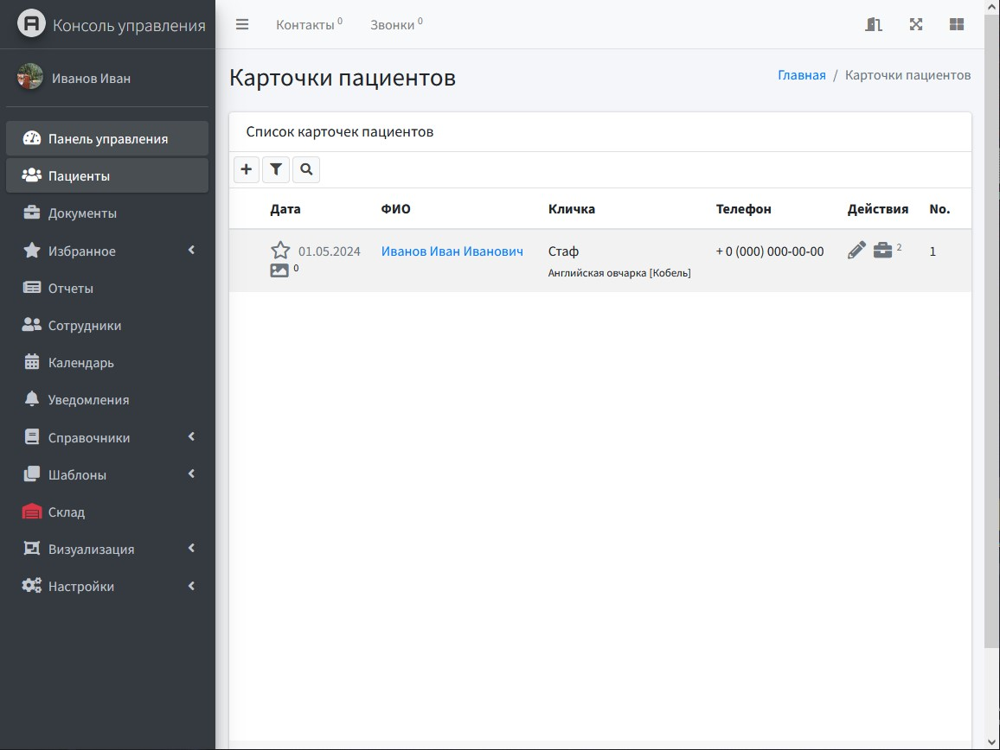 Консоль управления
Контакты 0
Звонки 0
Иванов Иван
Панель управления
Пациенты
Документы
Избранное
Отчеты
Сотрудники
Календарь
Уведомления
Справочники
Шаблоны
Склад
Визуализация
Настройки
Карточки пациентов
Главная / Карточки пациентов
Список карточек пациентов
Дата ФИО Кличка Телефон Действия No.
01.05.2024 Иванов Иван Иванович Стаф + 0 (000) 000-00-00 2 1
0 Английская овчарка [Кобель]